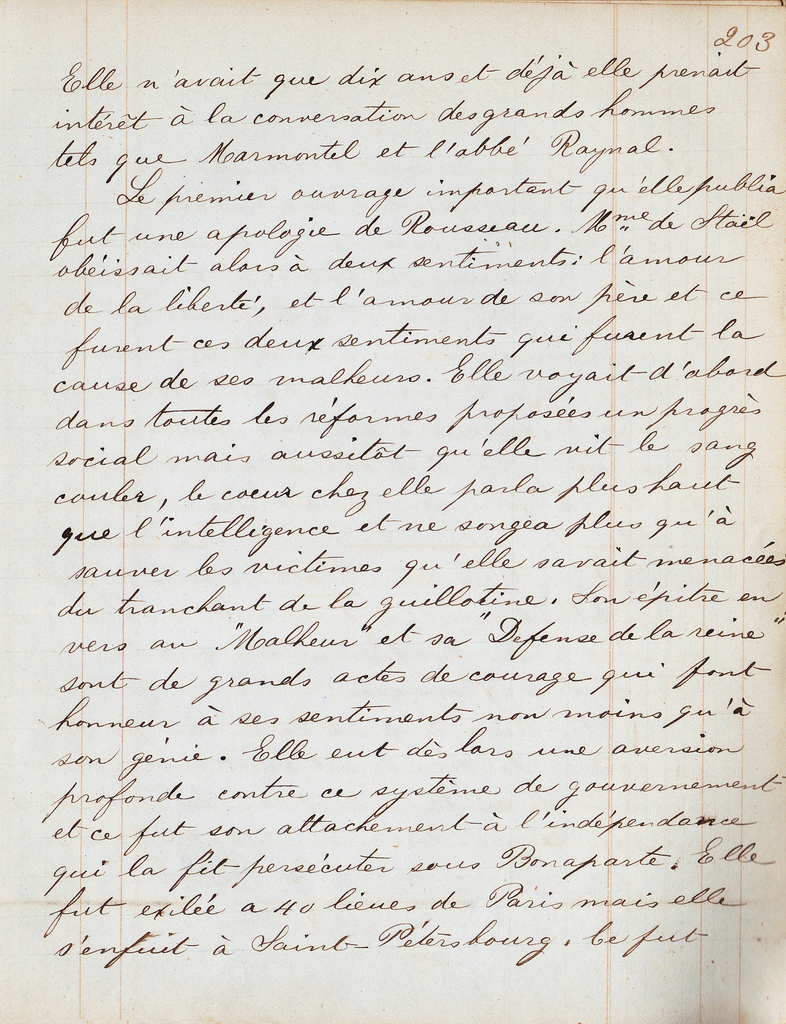 203
Elle n'avait que dix ans et déjà elle prenait
intérêt à la conversation des grands hommes
tels que Marmontel et l'abbé Raynal.
Le premier ouvrage important qu'elle publia
fut une apologie de Rousseau. Mme de Staël
obéissait alors à deux sentiments: l'amour
de la liberté, et l'amour de son père et ce
furent ces deux sentiments qui furent la
cause de ses malheurs. Elle voyait d'abord
dans toutes les réformes proposées un progrès
social mais aussitôt qu'elle vit le sang
couler, le coeur chez elle parla plus haut
que l'intelligence et ne songea plus qu'à
sauver les victimes qu'elle savait menacées
du tranchant de la guillotine. Son épitre en
vers au "Malheur" et sa "Defense de la reine"
sont de grands actes de courage qui font
honneur à ses sentiments non moins qu'à
son génie. Elle eut dès lors une aversion
profonde contre ce système de gouvernement
et ce fut son attachement à l'indépendance
qui la fit persécuter sous Bonaparte. Elle
fut exilée a 40 lieues de Paris mais elle
s'enfuit à Saint-Pétersbourg. Ce fut